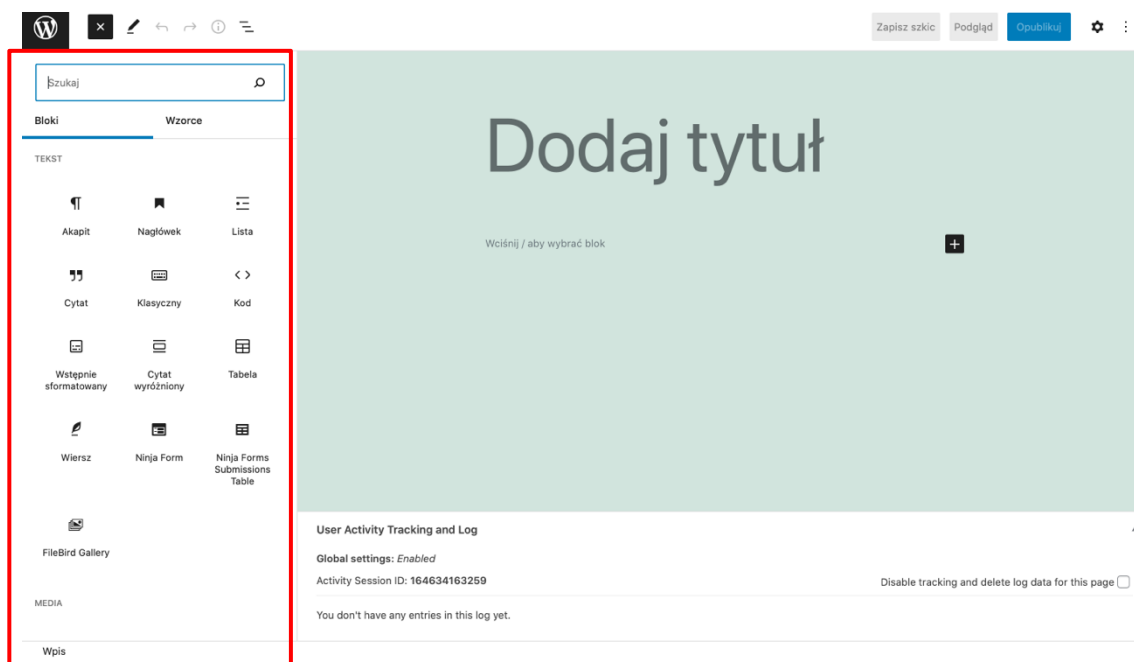 Zapisz szkic Podgląd Opublikuj
Szukaj
Bloki Wzorce
TEKST
Akapit Nagłówek Lista
Cytat Klasyczny Kod
Wstępnie sformatowany
Cytat wyróżniony
Tabela
Wiersz Ninja Form
Ninja Forms
Submissions
Table
FileBird Gallery
MEDIA
Wpis
Dodaj tytuł
Wciśnij / aby wybrać blok
User Activity Tracking and Log
Global settings: Enabled
Activity Session ID: 164634163259
Disable tracking and delete log data for this page
You don't have any entries in this log yet.